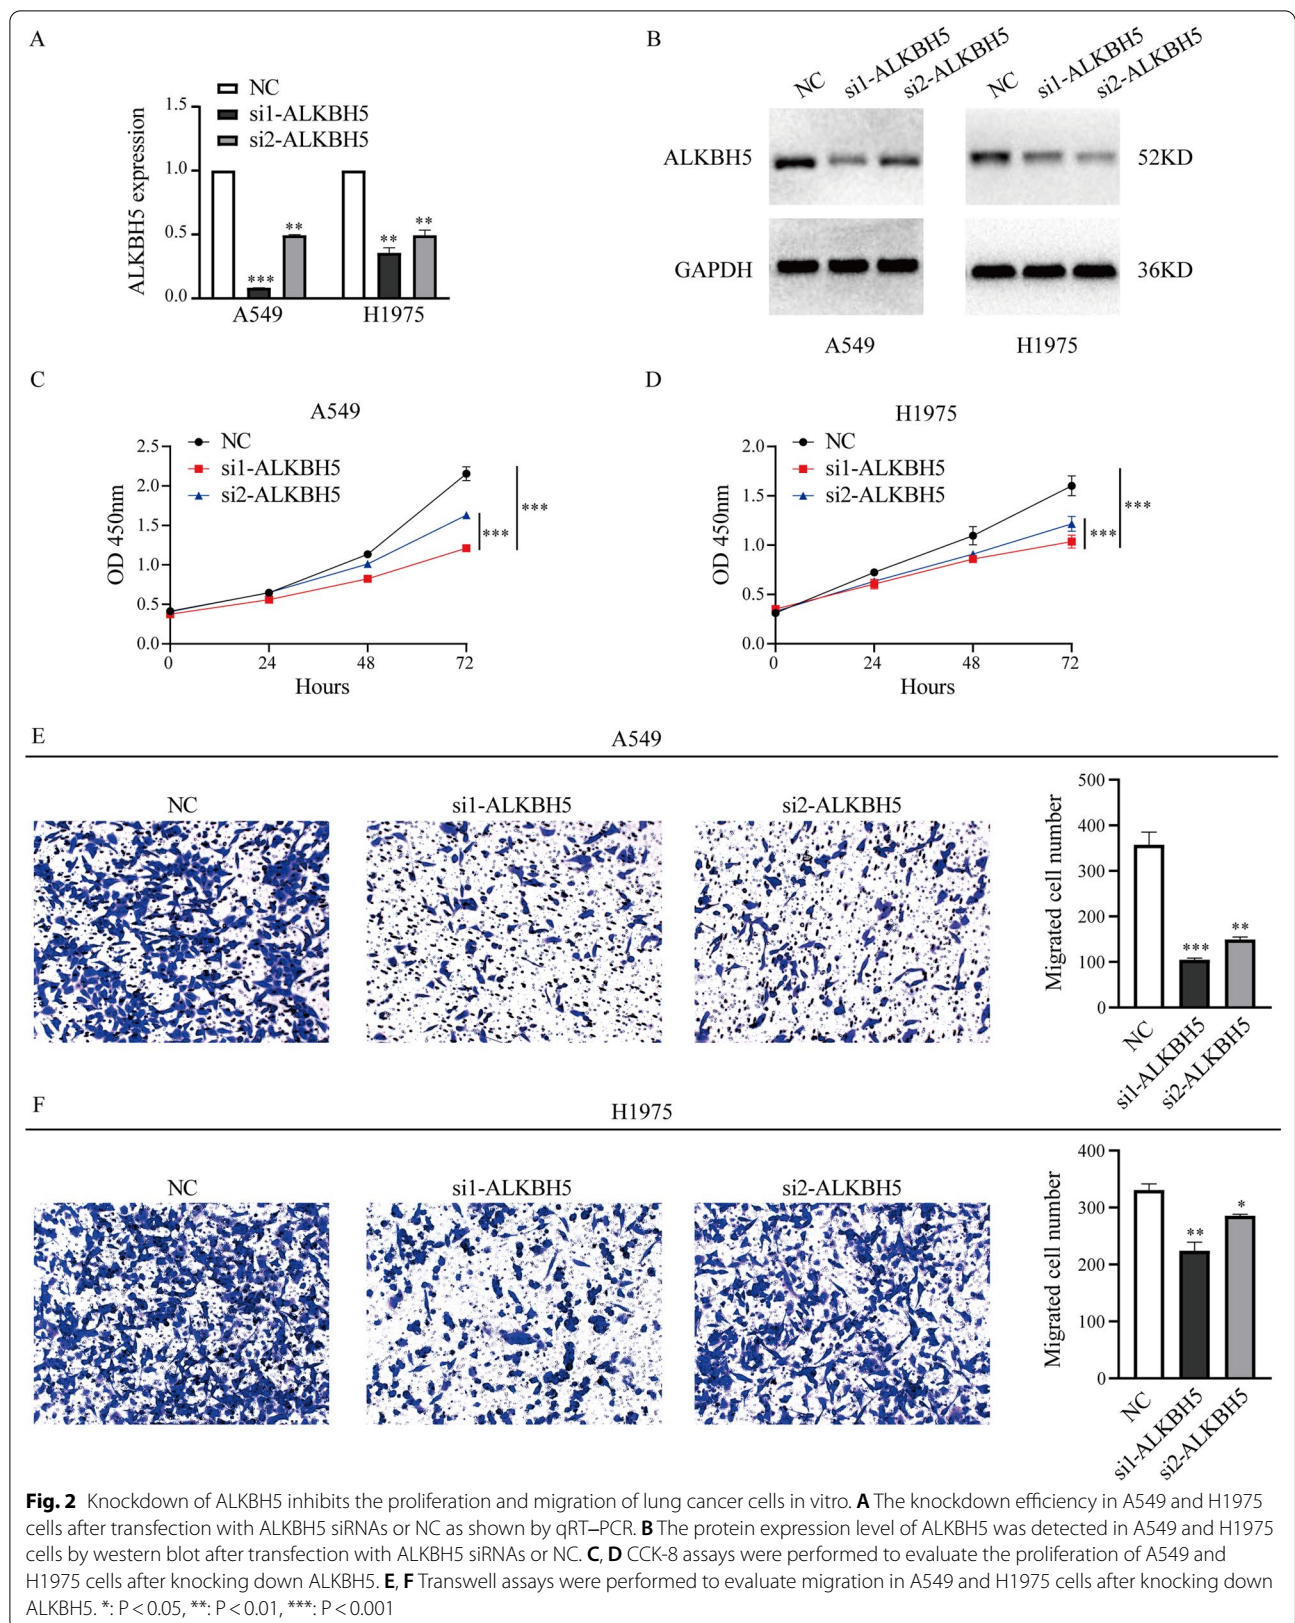 A
NC
si1-ALKBH5
si2-ALKBH5
ALKBH5 expression
1.5
1.0
0.5
0.0
***
**
**
**
A549
H1975
B
NC
si1-ALKBH5
si2-ALKBH5
NC
si1-ALKBH5
si2-ALKBH5
ALKBH5
52KD
GAPDH
36KD
A549
H1975
C
A549
NC
si1-ALKBH5
si2-ALKBH5
OD 450nm
2.5
2.0
1.5
1.0
0.5
0.0
***
***
0
24
48
72
Hours
D
H1975
NC
si1-ALKBH5
si2-ALKBH5
OD 450nm
2.0
1.5
1.0
0.5
0.0
***
***
0
24
48
72
Hours
E
A549
NC
si1-ALKBH5
si2-ALKBH5
Migrated cell number
500
400
300
200
100
0
***
**
NC
si1-ALKBH5
si2-ALKBH5
F
H1975
NC
si1-ALKBH5
si2-ALKBH5
Migrated cell number
400
300
200
100
0
**
*
NC
si1-ALKBH5
si2-ALKBH5
Fig. 2 Knockdown of ALKBH5 inhibits the proliferation and migration of lung cancer cells in vitro. A The knockdown efficiency in A549 and H1975
cells after transfection with ALKBH5 siRNAs or NC as shown by qRT–PCR. B The protein expression level of ALKBH5 was detected in A549 and H1975
cells by western blot after transfection with ALKBH5 siRNAs or NC. C, D CCK-8 assays were performed to evaluate the proliferation of A549 and
H1975 cells after knocking down ALKBH5. E, F Transwell assays were performed to evaluate migration in A549 and H1975 cells after knocking down
ALKBH5. *: P < 0.05, **: P < 0.01, ***: P < 0.001